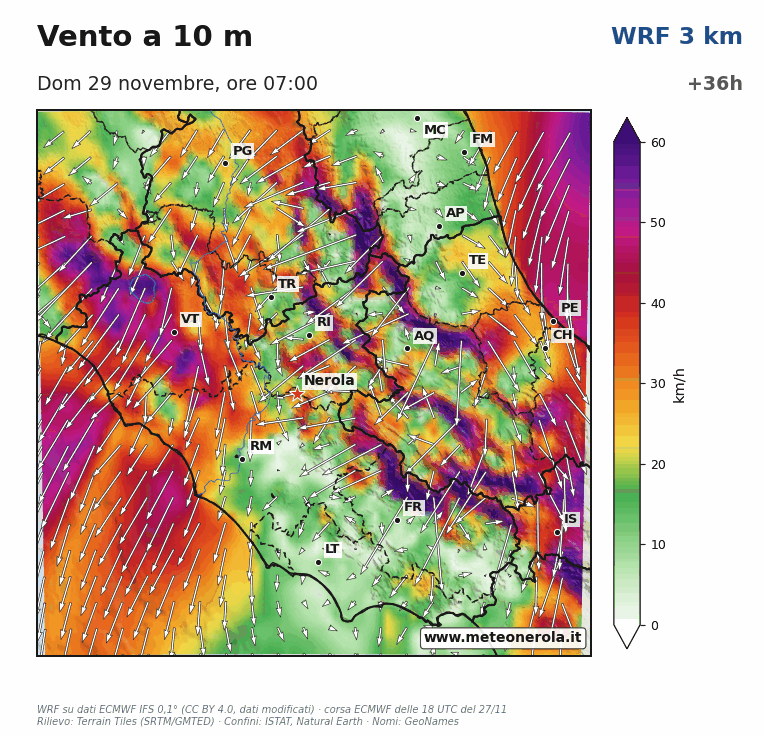 Vento a 10 m
WRF 3 km
Dom 29 novembre, ore 07:00
+36h
MC
FM
PG
AP
TE
TR
PE
VT
RI
AQ
CH
Nerola
RM
FR
IS
LT
www.meteonerola.it
60
50
40
30
20
10
0
km/h
WRF su dati ECMWF IFS 0,1° (CC BY 4.0, dati modificati) · corsa ECMWF delle 18 UTC del 27/11
Rilievo: Terrain Tiles (SRTM/GMTED) · Confini: ISTAT, Natural Earth · Nomi: GeoNames